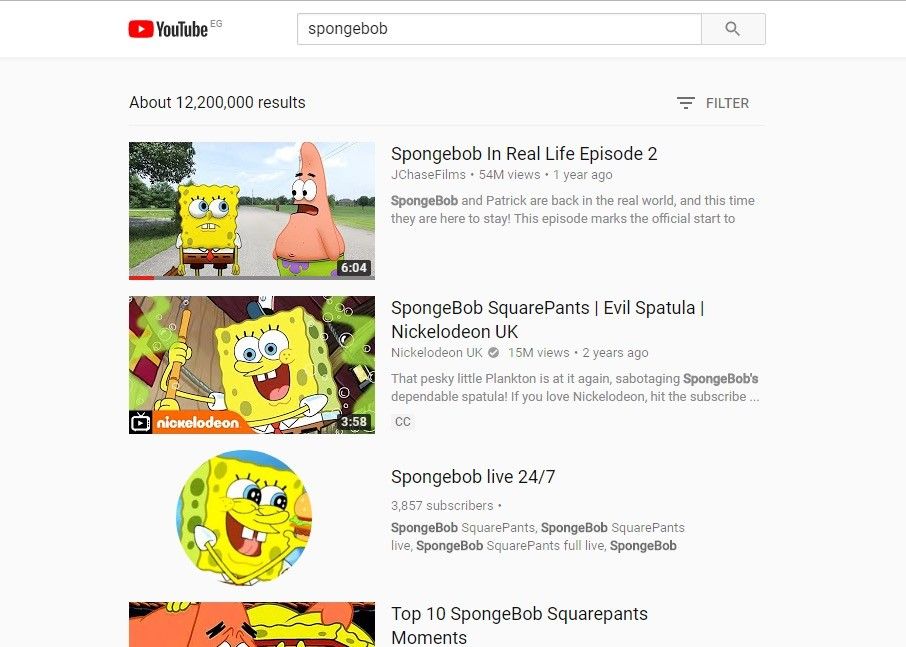 YouTube EG
spongebob
About 12,200,000 results
FILTER
Spongebob In Real Life Episode 2
JChaseFilms • 54M views • 1 year ago
SpongeBob and Patrick are back in the real world, and this time
they are here to stay! This episode marks the official start to
6:04
SpongeBob SquarePants | Evil Spatula |
Nickelodeon UK
Nickelodeon UK 15M views • 2 years ago
That pesky little Plankton is at it again, sabotaging SpongeBob's
dependable spatula! If you love Nickelodeon, hit the subscribe ...
CC
nickelodeon
3:58
Spongebob live 24/7
3,857 subscribers •
SpongeBob SquarePants, SpongeBob SquarePants
live, SpongeBob SquarePants full live, SpongeBob
Top 10 SpongeBob Squarepants
Moments